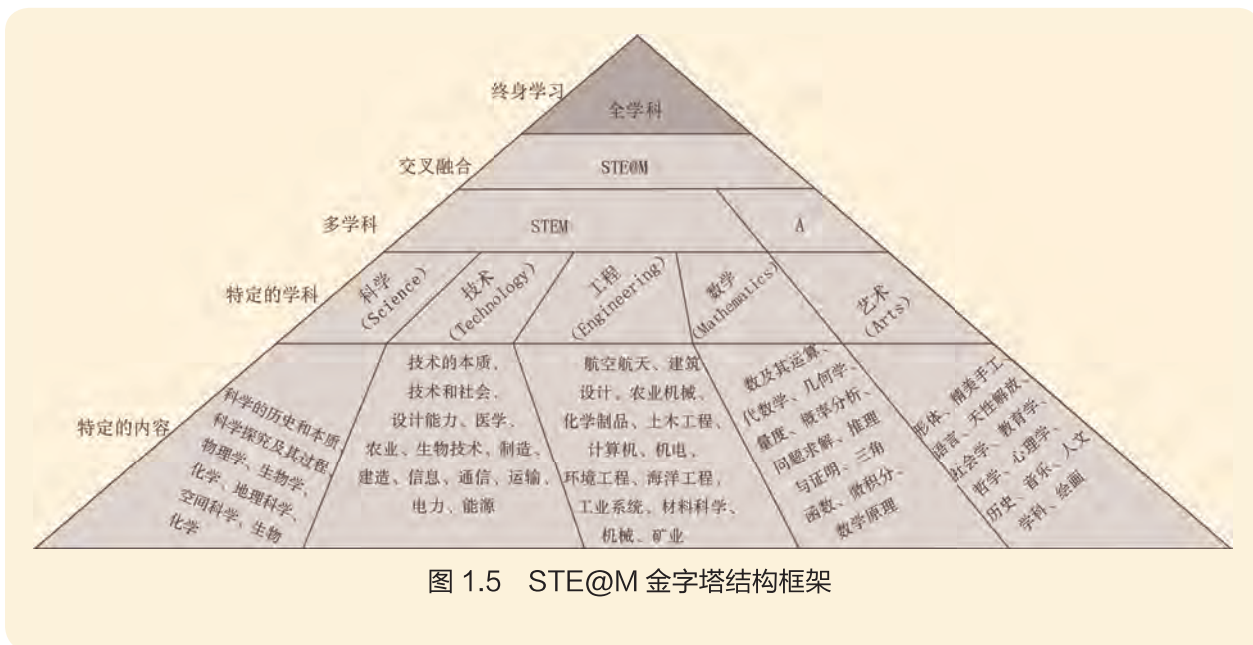 终身学习
全学科
交叉融合
STE@M
多学科
STEM
A
特定的学科
科学
(Science)
技术
(Technology)
工程
(Engineering)
数学
(Mathematics)
艺术
(Arts)
特定的内容
科学的历史和本质、
科学探究及其过程、
物理学、生物学、
化学、地理科学、
空间科学、生物
化学
技术的本质、
技术和社会、
设计能力、医学、
农业、生物技术、制造、
建造、信息、通信、运输、
电力、能源
航空航天、建筑
设计、农业机械、
化学制品、土木工程、
计算机、机电、
环境工程、海洋工程、
工业系统、材料科学、
机械、矿业
数及其运算、
代数学、几何学、
量度、概率分析、
问题求解、推理
与证明、三角
函数、微积分、
数学原理
形体、精美手工、
语言、天性解放、
社会学、教育学、
哲学、心理学、
历史、音乐、人文
学科、绘画
图 1.5 STE@M 金字塔结构框架